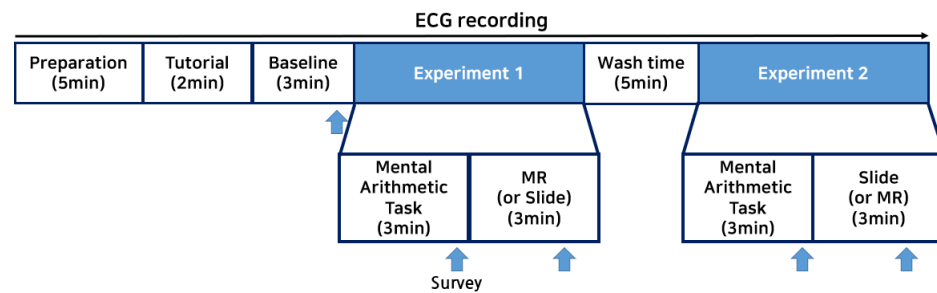 ECG recording
Preparation
(5min)
Tutorial
(2min)
Baseline
(3min)
Experiment 1
Wash time
(5min)
Experiment 2
Mental
Arithmetic
Task
(3min)
MR
(or Slide)
(3min)
Mental
Arithmetic
Task
(3min)
Slide
(or MR)
(3min)
Survey